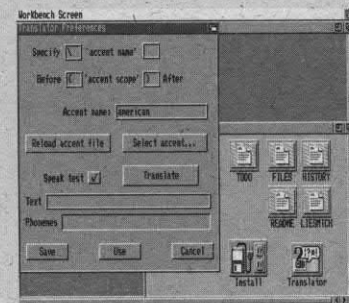 Workbench Screen
Translator Preferences
Specify \ 'accent name'
Before { 'accent scope' } After
Accent name: american
Reload accent file Select accent...
Speak test Translate
Text
Phonemes
Save Use Cancel
TODO FILES HISTORY
README LIESMICH
Install Translator